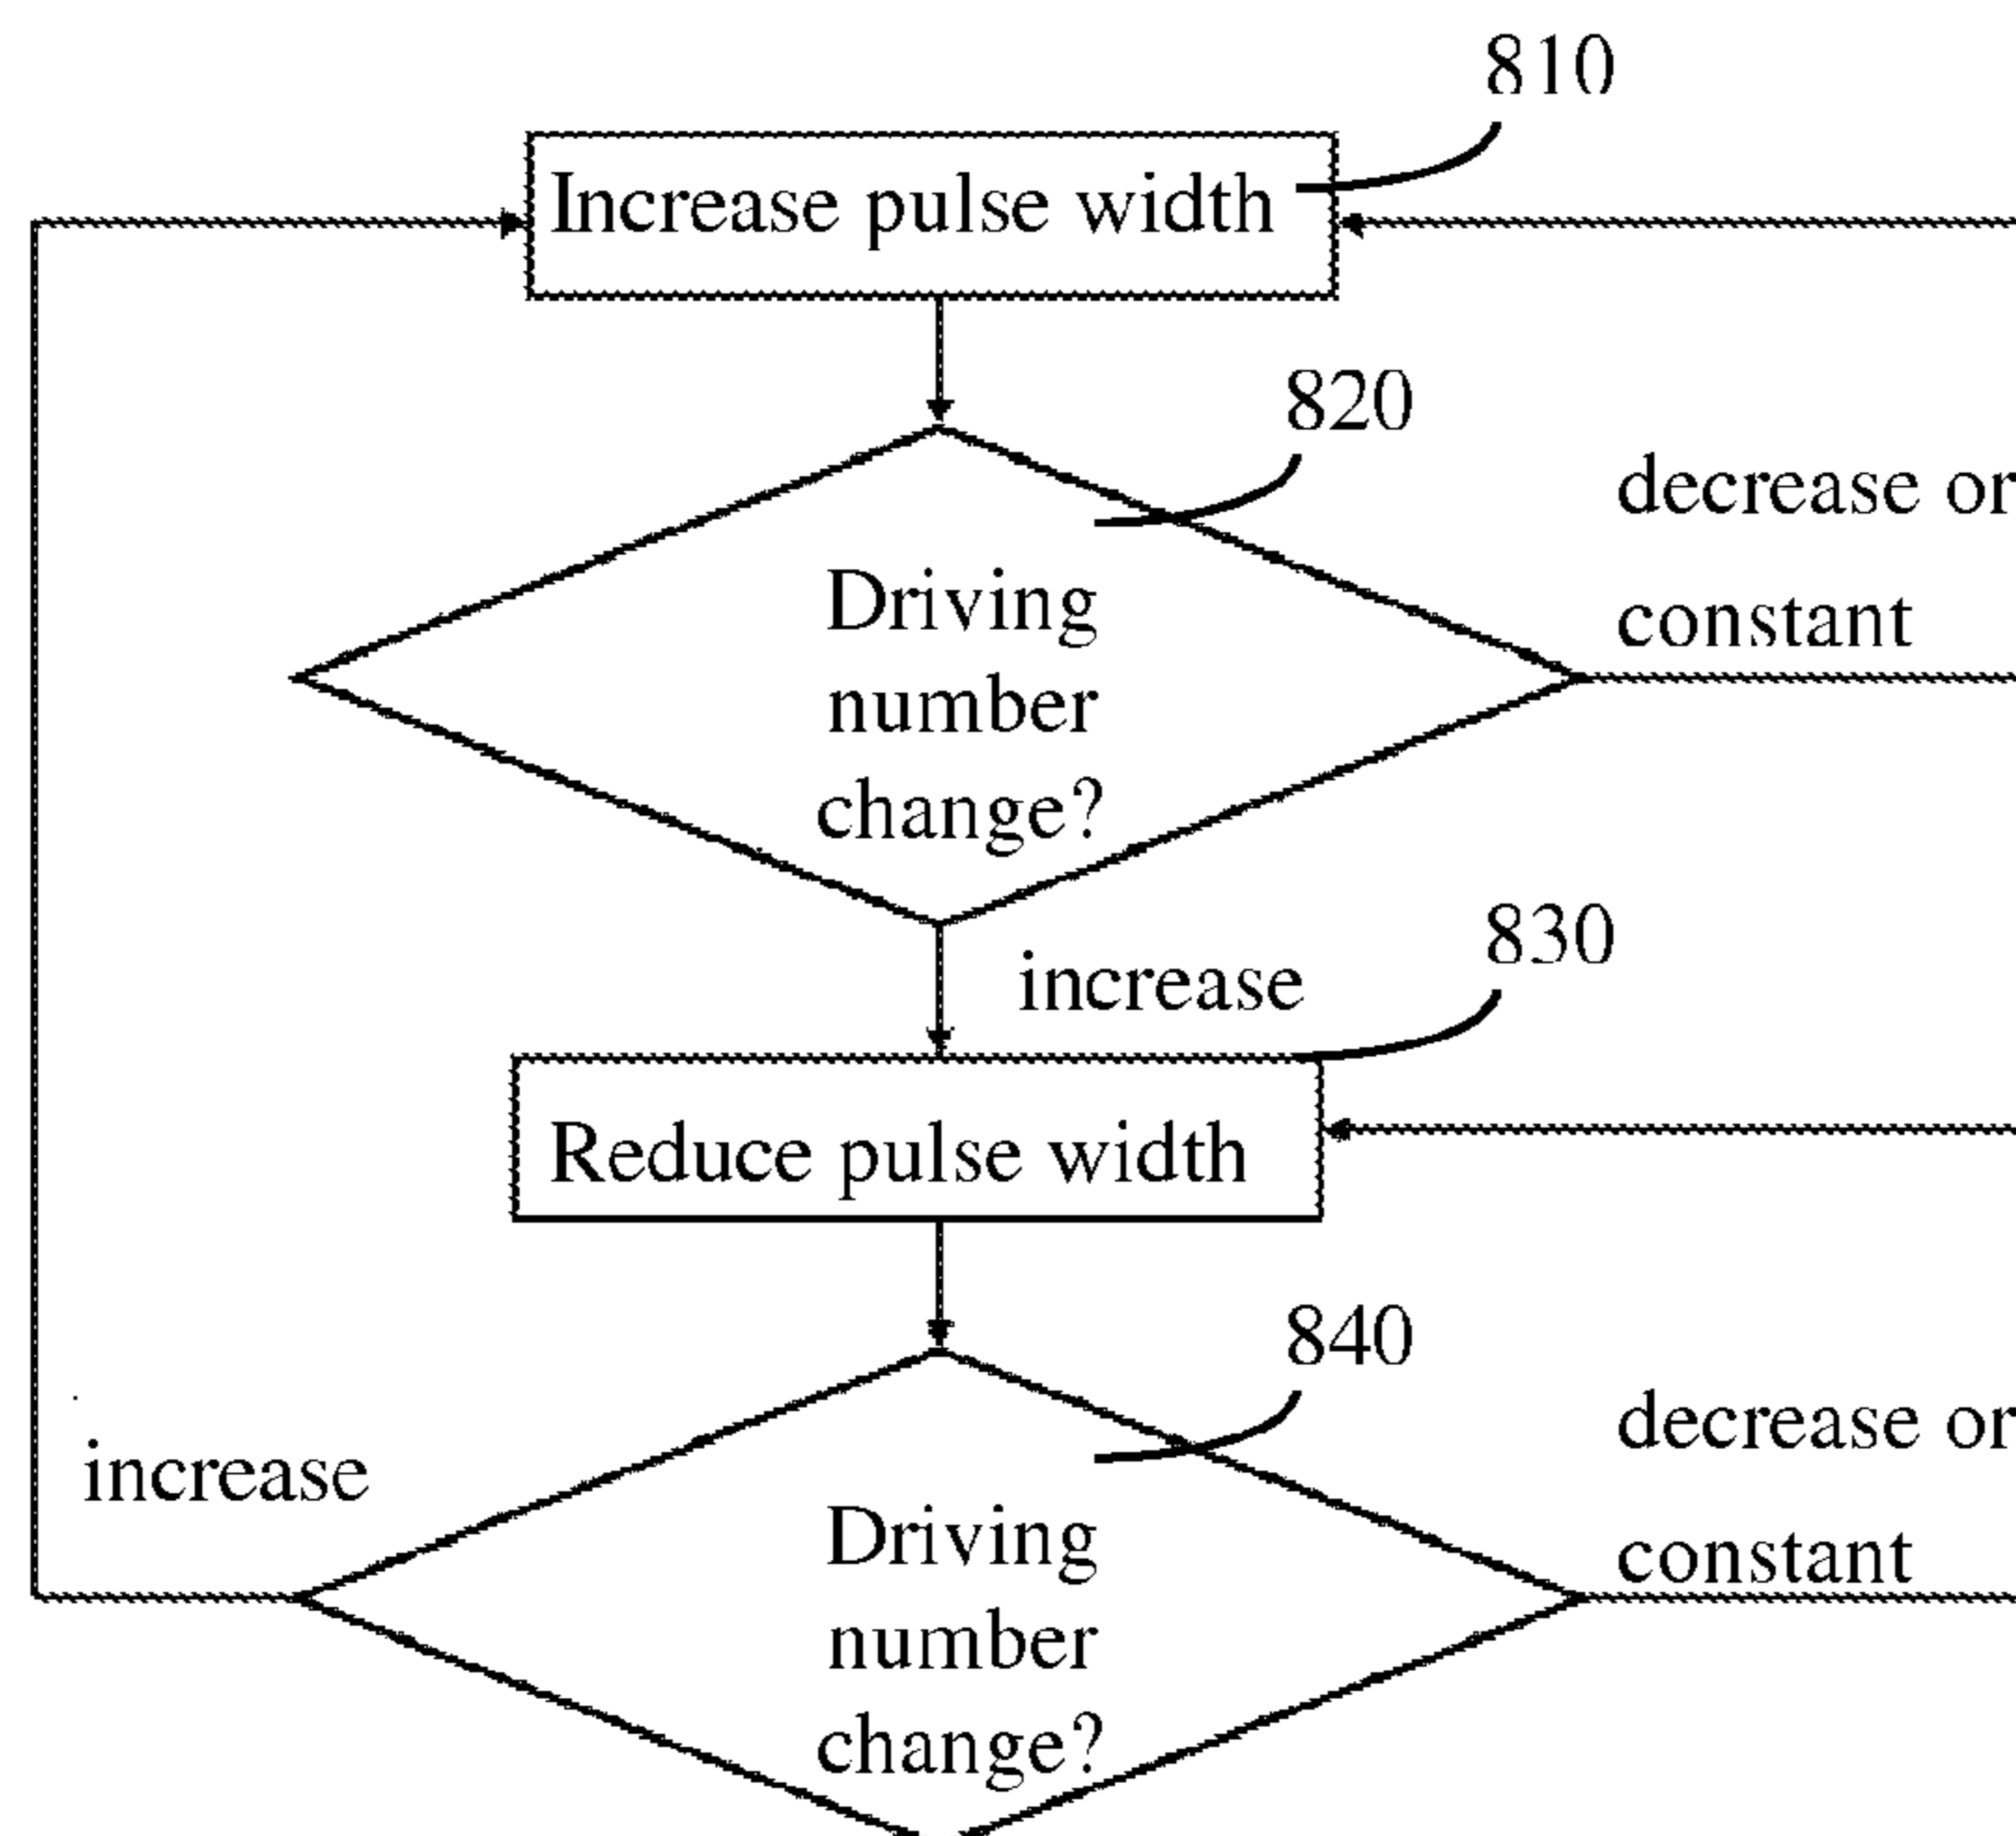 810
Increase pulse width
820
decrease or
constant
Driving
number
change?
increase
830
Reduce pulse width
840
decrease or
constant
increase
Driving
number
change?